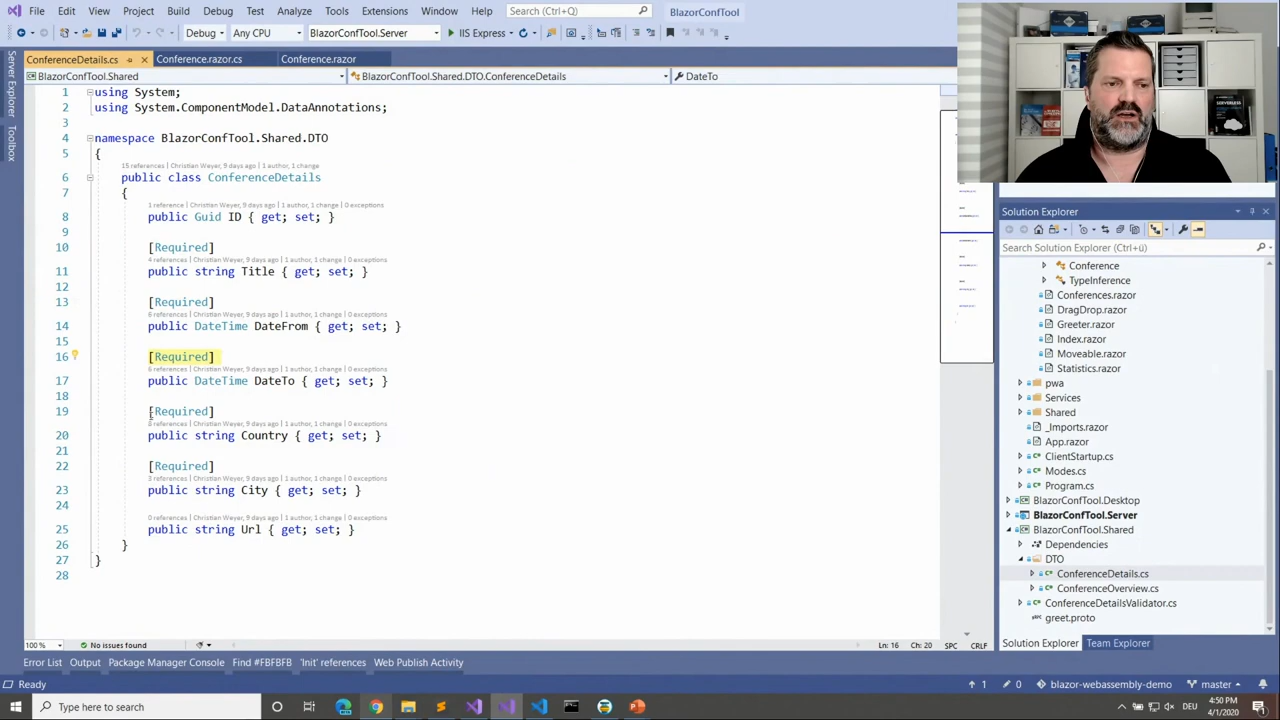 File Edit View Project Build Debug Test Analyze Tools Extensions Window Help Search (Ctrl+Q) BlazorConfTool
Debug Any CPU BlazorConfTool.Serv
ConferenceDetails.cs Conference.razor.cs Conference.razor
BlazorConfTool.Shared BlazorConfTool.Shared.DTO.ConferenceDetails DateTo
1 using System;
2 using System.ComponentModel.DataAnnotations;
3
4 namespace BlazorConfTool.Shared.DTO
5 {
15 references | Christian Weyer, 9 days ago | 1 author, 1 change
6 public class ConferenceDetails
7 {
1 reference | Christian Weyer, 9 days ago | 1 author, 1 change | 0 exceptions
8 public Guid ID { get; set; }
9
10 [Required]
4 references | Christian Weyer, 9 days ago | 1 author, 1 change | 0 exceptions
11 public string Title { get; set; }
12
13 [Required]
6 references | Christian Weyer, 9 days ago | 1 author, 1 change | 0 exceptions
14 public DateTime DateFrom { get; set; }
15
16 [Required]
6 references | Christian Weyer, 9 days ago | 1 author, 1 change | 0 exceptions
17 public DateTime DateTo { get; set; }
18
19 [Required]
8 references | Christian Weyer, 9 days ago | 1 author, 1 change | 0 exceptions
20 public string Country { get; set; }
21
22 [Required]
3 references | Christian Weyer, 9 days ago | 1 author, 1 change | 0 exceptions
23 public string City { get; set; }
24
0 references | Christian Weyer, 9 days ago | 1 author, 1 change | 0 exceptions
25 public string Url { get; set; }
26 }
27 }
28
100 % No issues found Ln: 16 Ch: 20 SPC CRLF
Error List Output Package Manager Console Find #FBFBFB 'Init' references Web Publish Activity
Server Explorer
Toolbox
SERVERLESS
Solution Explorer
Search Solution Explorer (Ctrl+ü)
Conference
TypeInference
Conferences.razor
DragDrop.razor
Greeter.razor
Index.razor
Moveable.razor
Statistics.razor
pwa
Services
Shared
_Imports.razor
App.razor
ClientStartup.cs
Modes.cs
Program.cs
BlazorConfTool.Desktop
BlazorConfTool.Server
BlazorConfTool.Shared
Dependencies
DTO
ConferenceDetails.cs
ConferenceOverview.cs
ConferenceDetailsValidator.cs
greet.proto
Solution Explorer Team Explorer
Ready 1 0 blazor-webassembly-demo master
Type here to search DEU 4:50 PM
4/1/2020